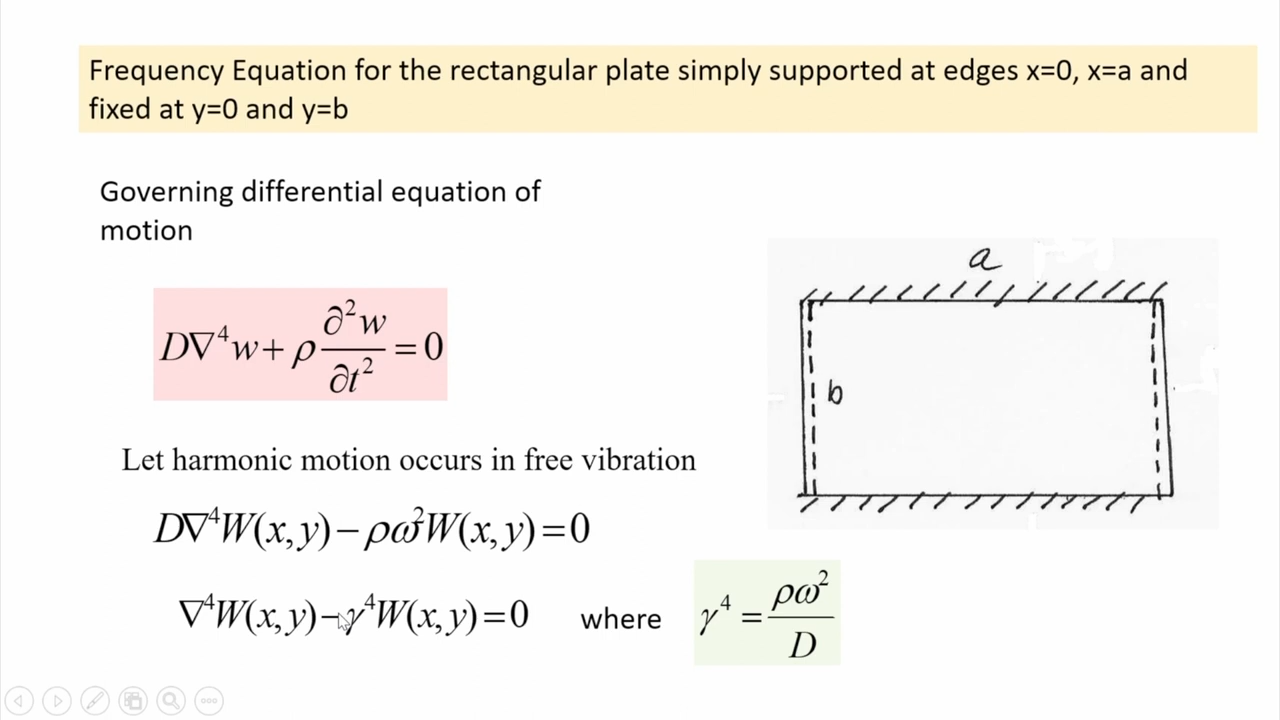 Frequency Equation for the rectangular plate simply supported at edges x=0, x=a and
fixed at y=0 and y=b
Governing differential equation of
motion
D∇⁴w + ρ ∂²w/∂t² = 0
a
b
Let harmonic motion occurs in free vibration
D∇⁴W(x,y) − ρω²W(x,y) = 0
∇⁴W(x,y) − γ⁴W(x,y) = 0 where γ⁴ = ρω²/D